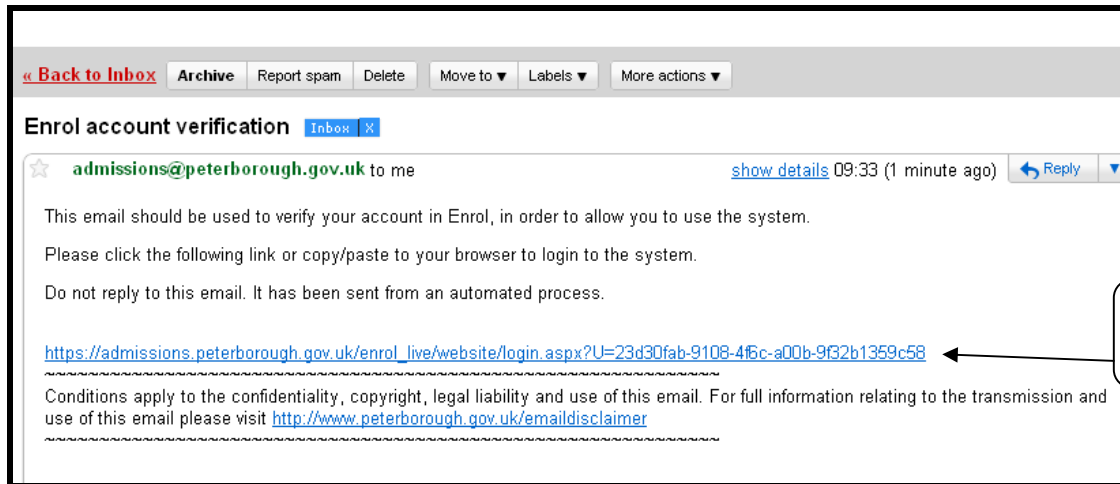 « Back to Inbox Archive Report spam Delete Move to ▼ Labels ▼ More actions ▼
Enrol account verification Inbox X
admissions@peterborough.gov.uk to me show details 09:33 (1 minute ago) Reply ▼
This email should be used to verify your account in Enrol, in order to allow you to use the system.
Please click the following link or copy/paste to your browser to login to the system.
Do not reply to this email. It has been sent from an automated process.
https://admissions.peterborough.gov.uk/enrol_live/website/login.aspx?U=23d30fab-9108-4f6c-a00b-9f32b1359c58
~~~~~~~~~~~~~~~~~~~~~~~~~~~~~~~~~~~~~~~~~~~~~~~~~~~~~~~~~~~~~~~
Conditions apply to the confidentiality, copyright, legal liability and use of this email. For full information relating to the transmission and
use of this email please visit http://www.peterborough.gov.uk/emaildisclaimer
~~~~~~~~~~~~~~~~~~~~~~~~~~~~~~~~~~~~~~~~~~~~~~~~~~~~~~~~~~~~~~~